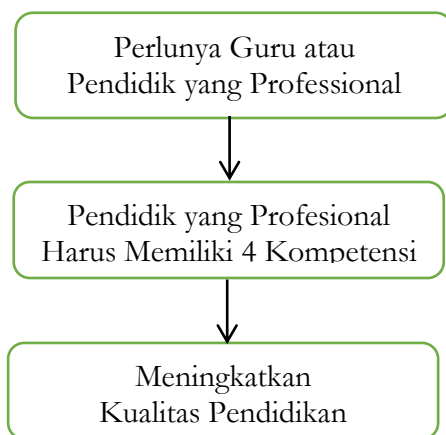 Perlunya Guru atau
Pendidik yang Professional
Pendidik yang Profesional
Harus Memiliki 4 Kompetensi
Meningkatkan
Kualitas Pendidikan